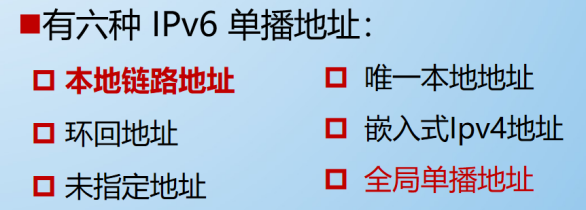 有六种 IPv6 单播地址：
本地链路地址
环回地址
未指定地址
唯一本地地址
嵌入式Ipv4地址
全局单播地址